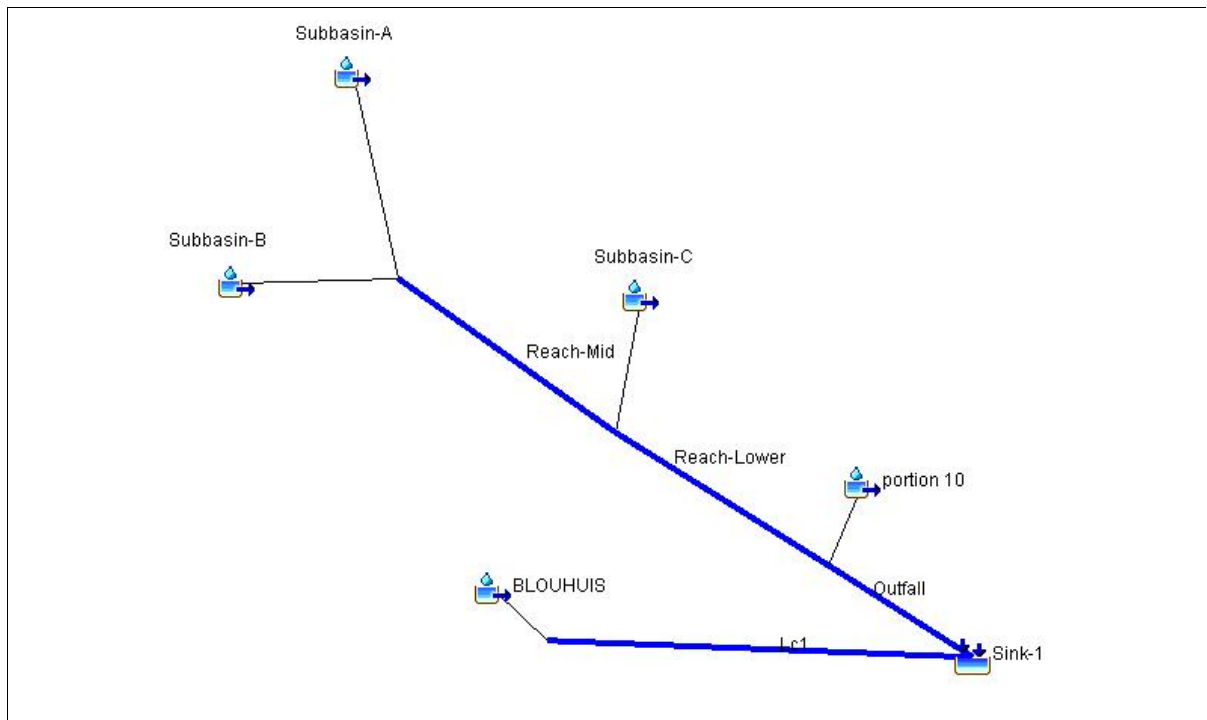 Subbasin-A
Subbasin-B
Subbasin-C
Reach-Mid
Reach-Lower
portion 10
BLOUHUIS
Outfall
Lc1
Sink-1